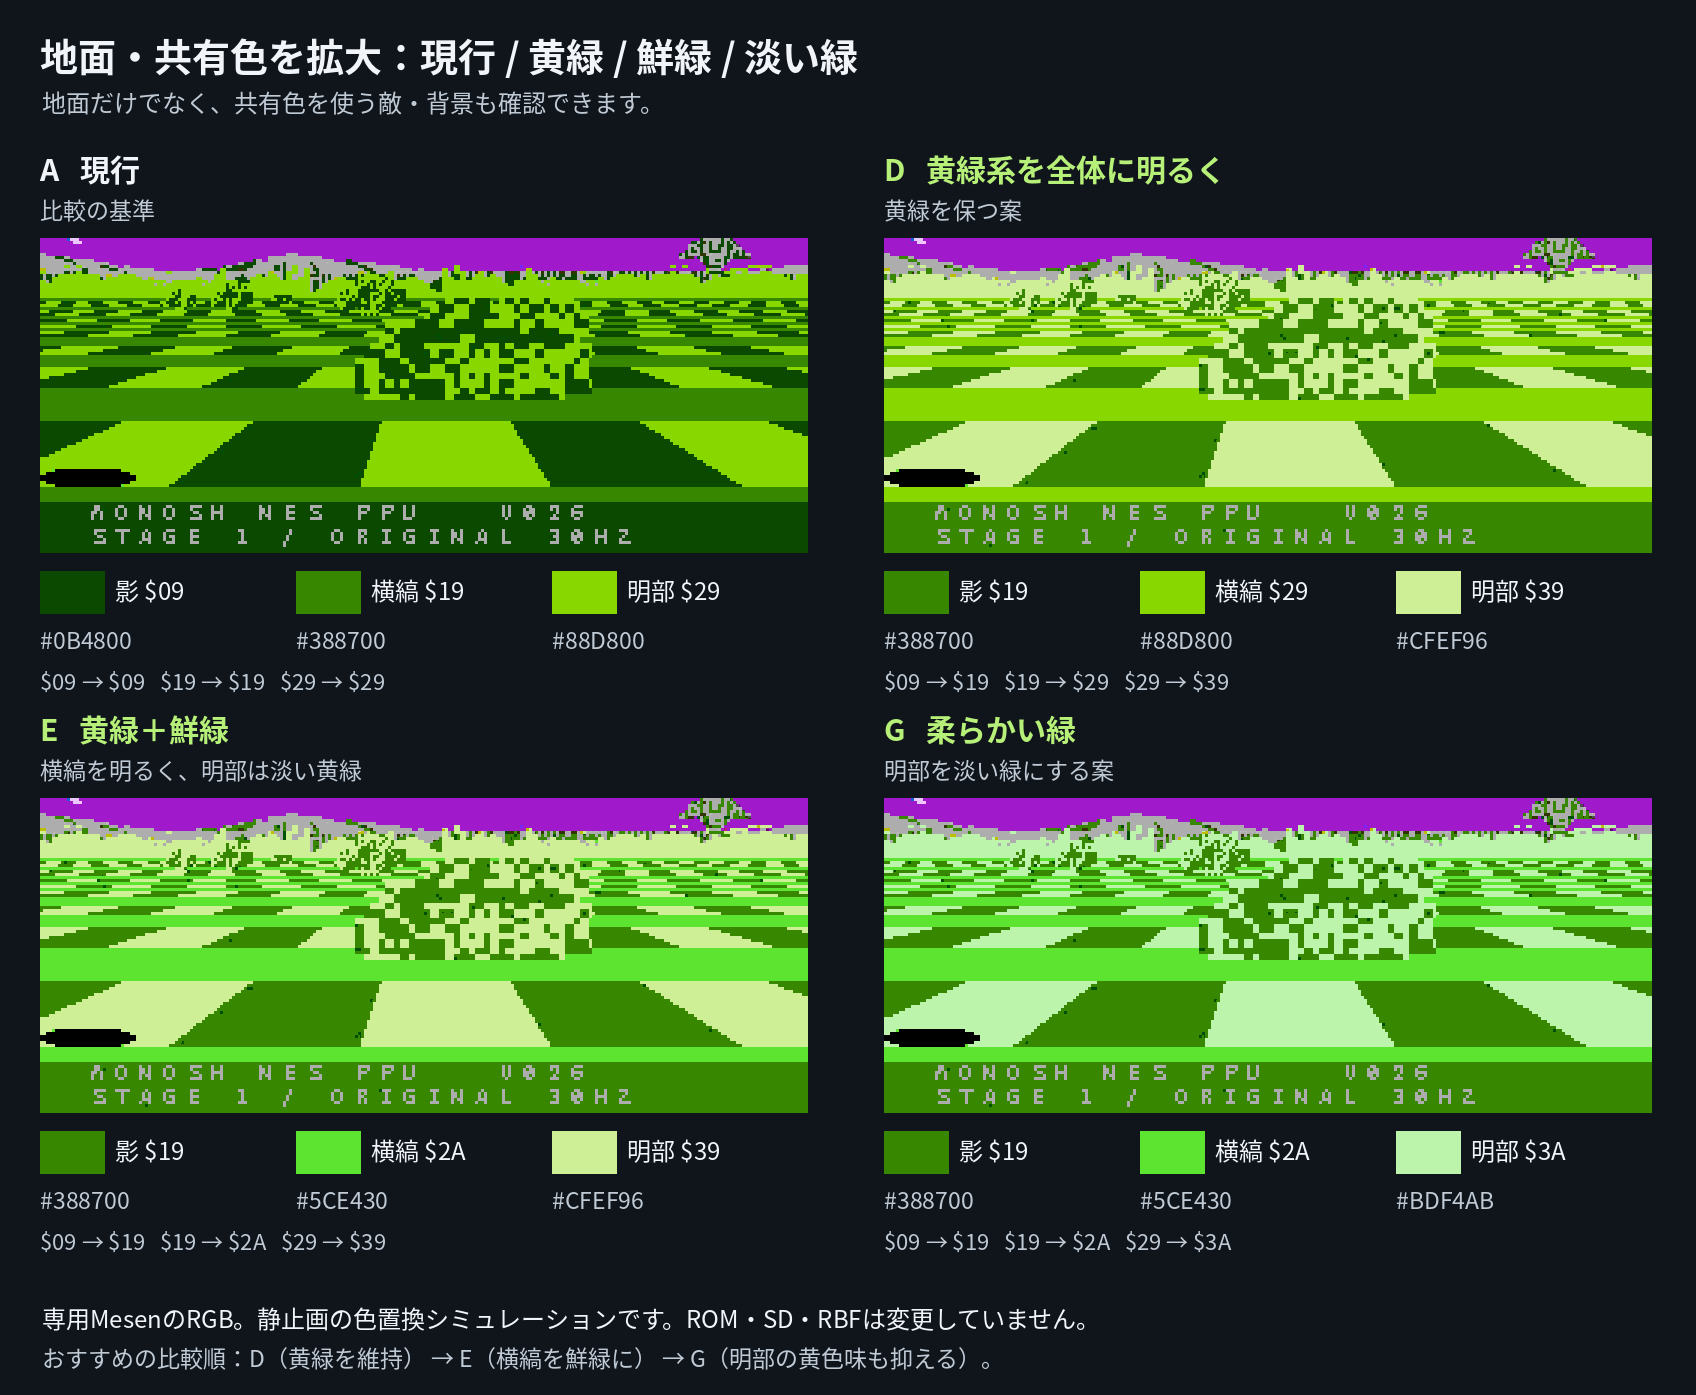 地面・共有色を拡大：現行 / 黄緑 / 鮮緑 / 淡い緑
地面だけでなく、共有色を使う敵・背景も確認できます。
A 現行
比較の基準
MONOSH NES PPU V096
STAGE 1 / ORIGINAL 30HZ
影 $09 横縞 $19 明部 $29
#0B4800 #388700 #88D800
$09→$09 $19→$19 $29→$29
D 黄緑系を全体に明るく
黄緑を保つ案
MONOSH NES PPU V096
STAGE 1 / ORIGINAL 30HZ
影 $19 横縞 $29 明部 $39
#388700 #88D800 #CFEF96
$09→$19 $19→$29 $29→$39
E 黄緑＋鮮緑
横縞を明るく、明部は淡い黄緑
MONOSH NES PPU V096
STAGE 1 / ORIGINAL 30HZ
影 $19 横縞 $2A 明部 $39
#388700 #5CE430 #CFEF96
$09→$19 $19→$2A $29→$39
G 柔らかい緑
明部を淡い緑にする案
MONOSH NES PPU V096
STAGE 1 / ORIGINAL 30HZ
影 $19 横縞 $2A 明部 $3A
#388700 #5CE430 #BDF4AB
$09→$19 $19→$2A $29→$3A
専用MesenのRGB。静止画の色置換シミュレーションです。ROM・SD・RBFは変更していません。
おすすめの比較順：D（黄緑を維持）→E（横縞を鮮緑に）→G（明部の黄色味も抑える）。